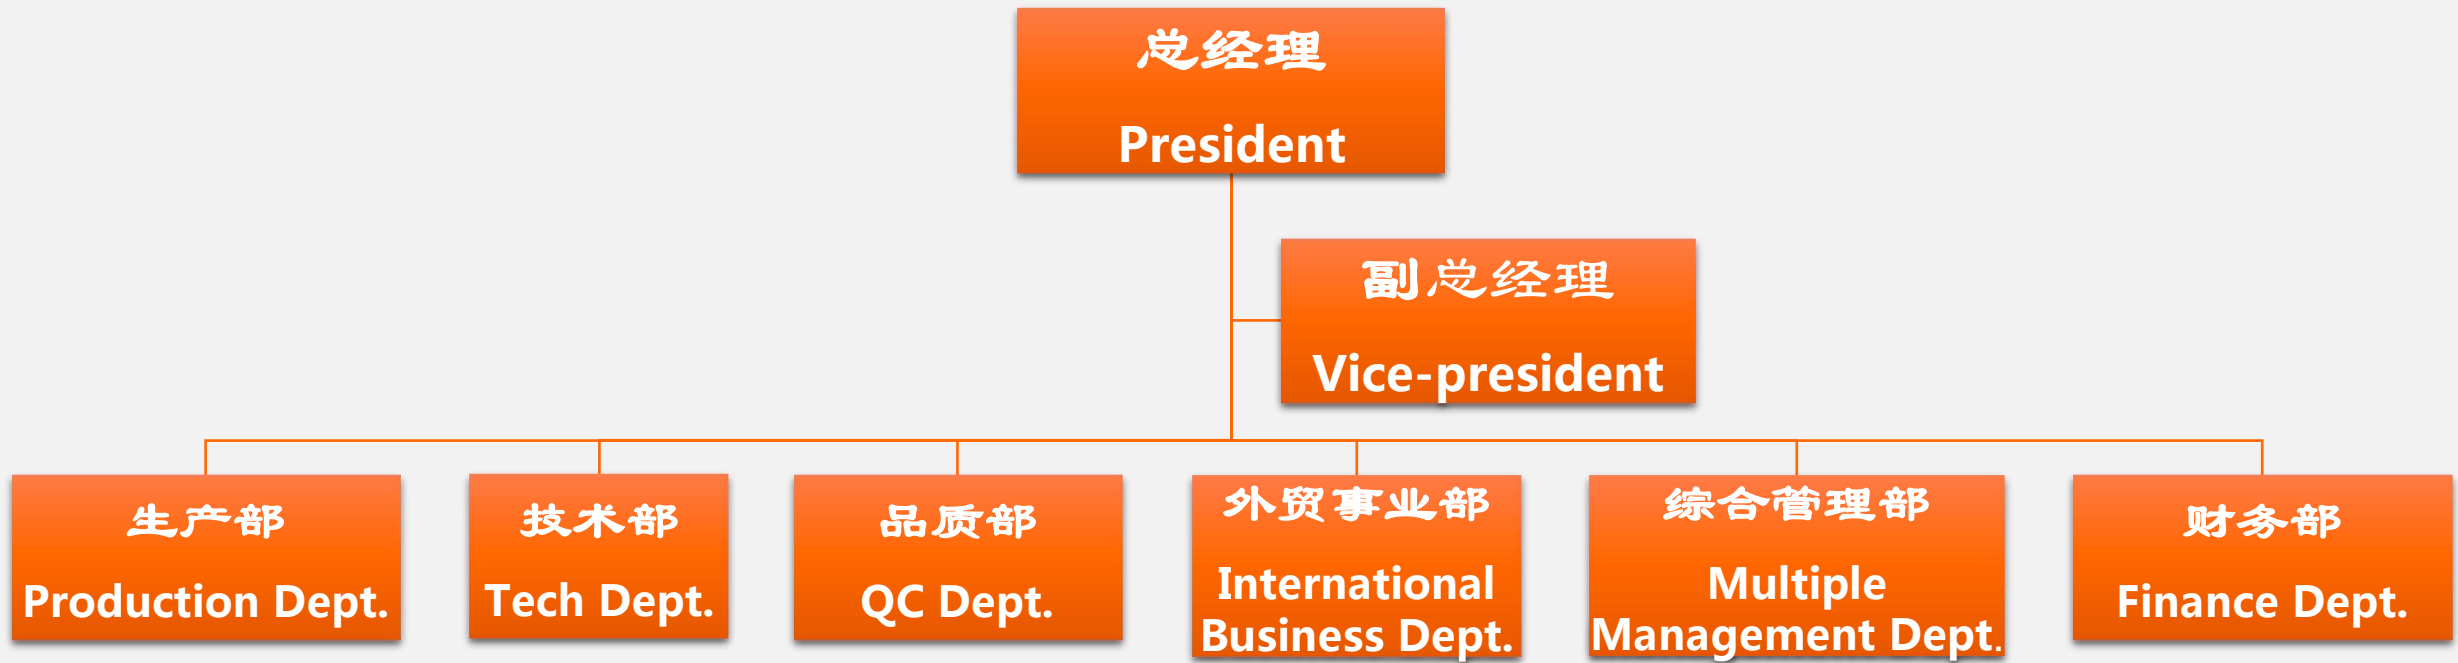 总经理
President
副总经理
Vice-president
生产部
Production Dept.
技术部
Tech Dept.
品质部
QC Dept.
外贸事业部
International
Business Dept.
综合管理部
Multiple
Management Dept.
财务部
Finance Dept.